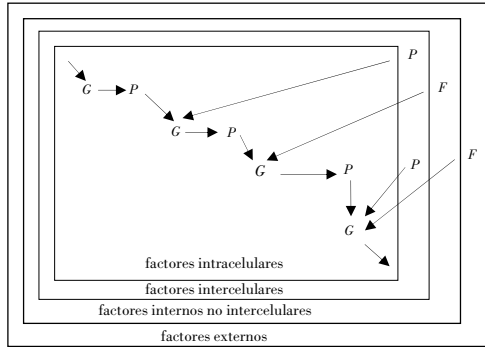 P
F
G P
G P
F
G P P
G
factores intracelulares
factores intercelulares
factores internos no intercelulares
factores externos